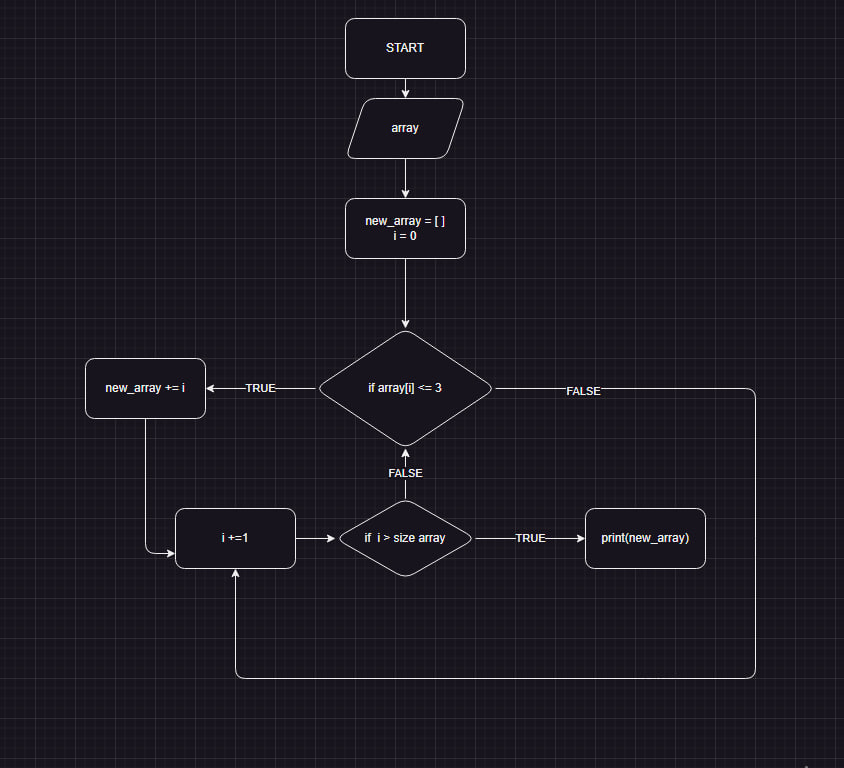 START
array
new_array = [ ]
i = 0
if array[i] <= 3
TRUE
new_array += i
FALSE
FALSE
i +=1
if  i > size array
TRUE
print(new_array)